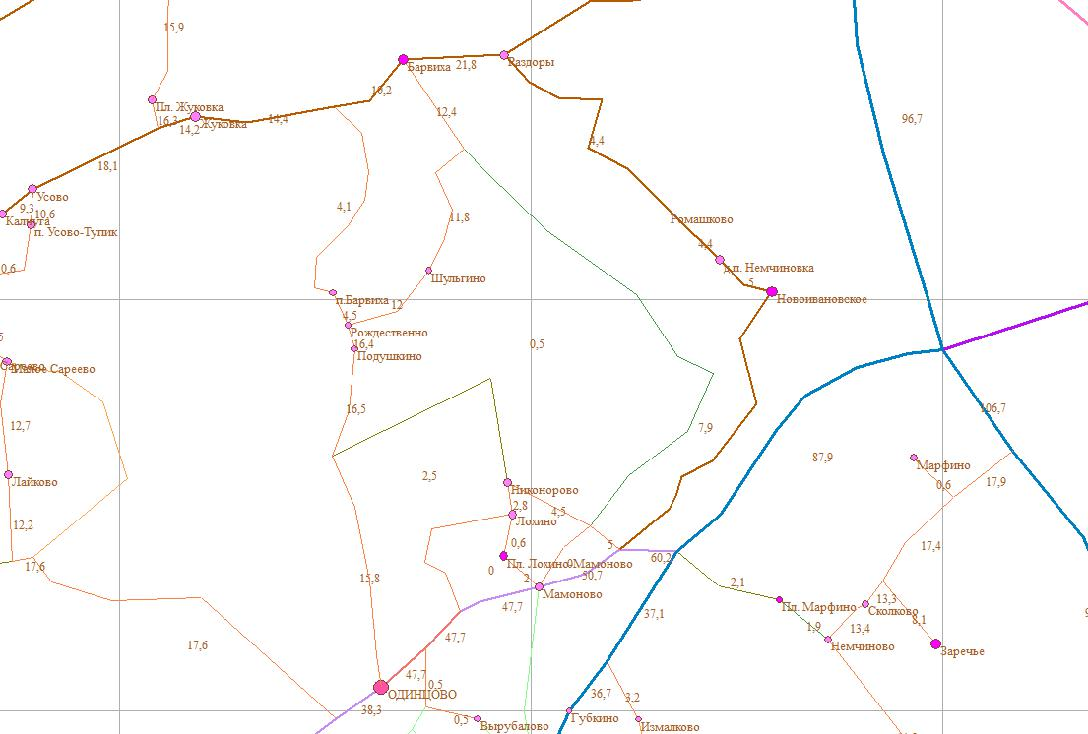 15,9
Барвиха
21,8
Раздоры
10,2
Пл. Жуковка
12,4
96,7
16,3
14,2
Жуковка
14,4
4,4
18,1
Усово
9,3
10,6
п. Усово-Тупик
4,1
11,8
Ромашково
4,4
0,6
Немчиновка
Шульгино
5
п.Барвиха
12
4,5
Рождественно
16,4
Подушкино
0,5
Малое Сареево
16,5
106,7
12,7
7,9
87,9
Марфино
2,5
0,6
17,9
Лайково
Никонорово
2,8
4,5
Лохино
12,2
0,6
5
17,4
17,6
Пл. Лохино
Мамоново
60,2
0
2
50,7
15,8
Мамоново
2,1
47,7
Пл. Марфино
13,3
Сколково
37,1
1,9
13,4
8,1
17,6
47,7
Немчиново
Заречье
47,7
0,5
ОДИНЦОВО
38,3
36,7
3,2
0,5
Вырубалово
Губкино
Измалково